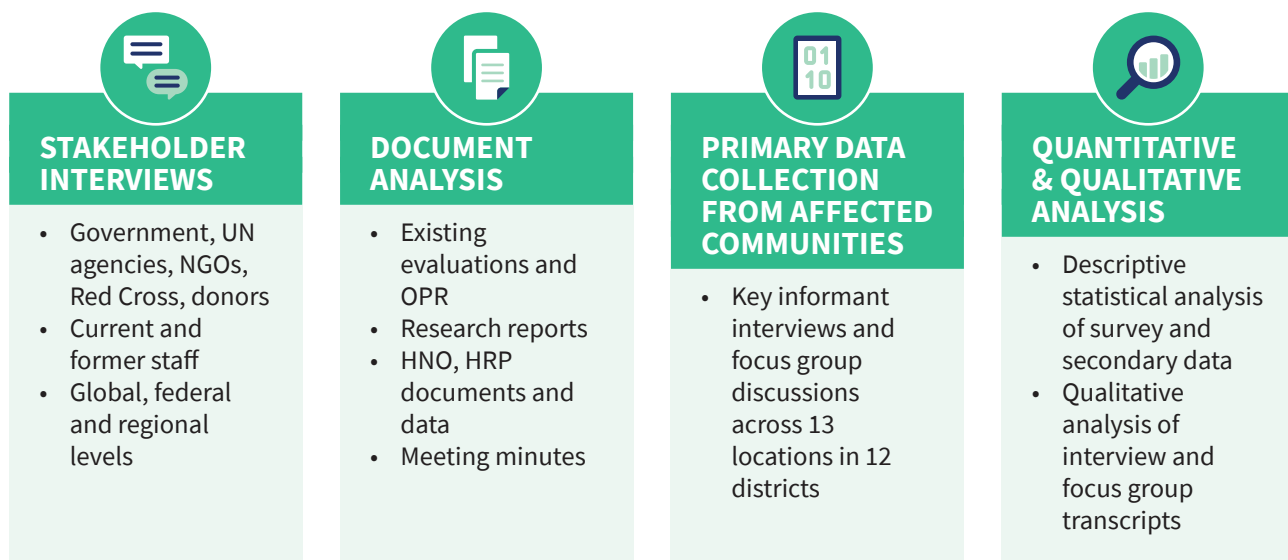 STAKEHOLDER
INTERVIEWS
• Government, UN
agencies, NGOs,
Red Cross, donors
• Current and
former staff
• Global, federal
and regional
levels
DOCUMENT
ANALYSIS
• Existing
evaluations and
OPR
• Research reports
• HNO, HRP
documents and
data
• Meeting minutes
01
10
PRIMARY DATA
COLLECTION
FROM AFFECTED
COMMUNITIES
• Key informant
interviews and
focus group
discussions
across 13
locations in 12
districts
QUANTITATIVE
& QUALITATIVE
ANALYSIS
• Descriptive
statistical analysis
of survey and
secondary data
• Qualitative
analysis of
interview and
focus group
transcripts